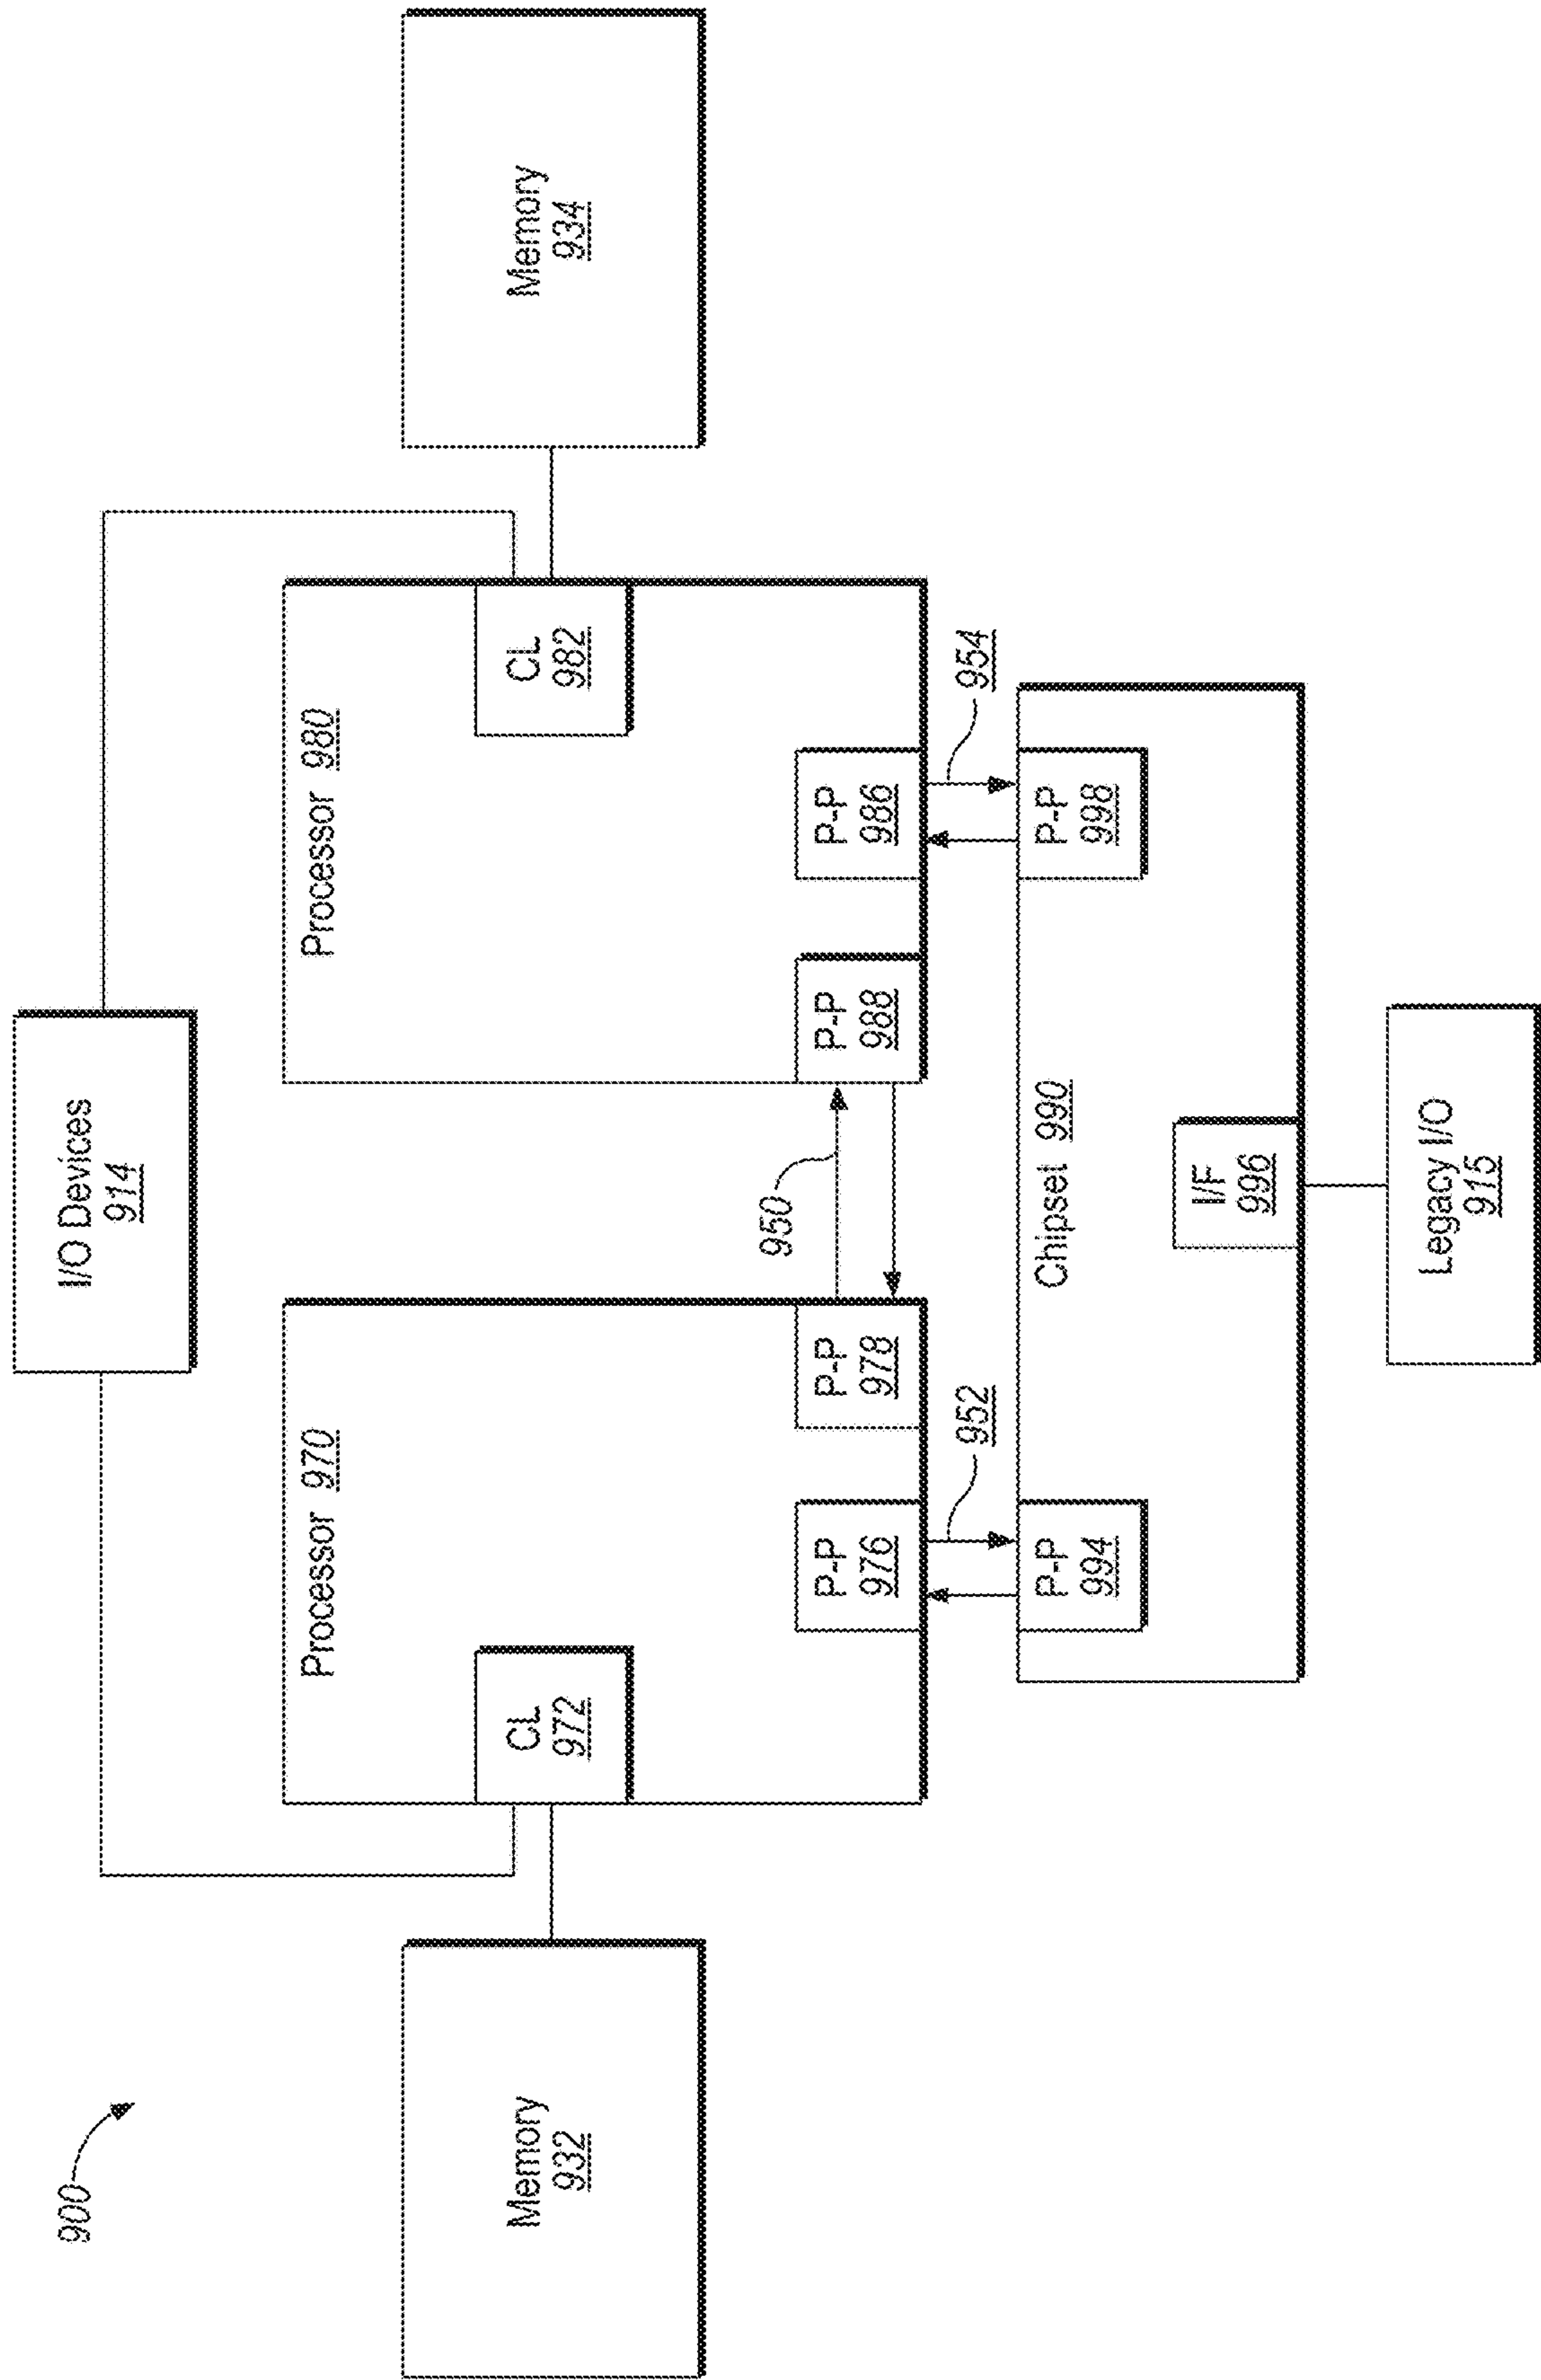 900
I/O Devices
914
Memory
932
Processor 970
CL
972
P-P
976
P-P
978
950
Processor 980
CL
982
P-P
988
P-P
986
Memory
934
952
954
Chipset 990
P-P
994
P-P
998
I/F
996
Legacy I/O
915